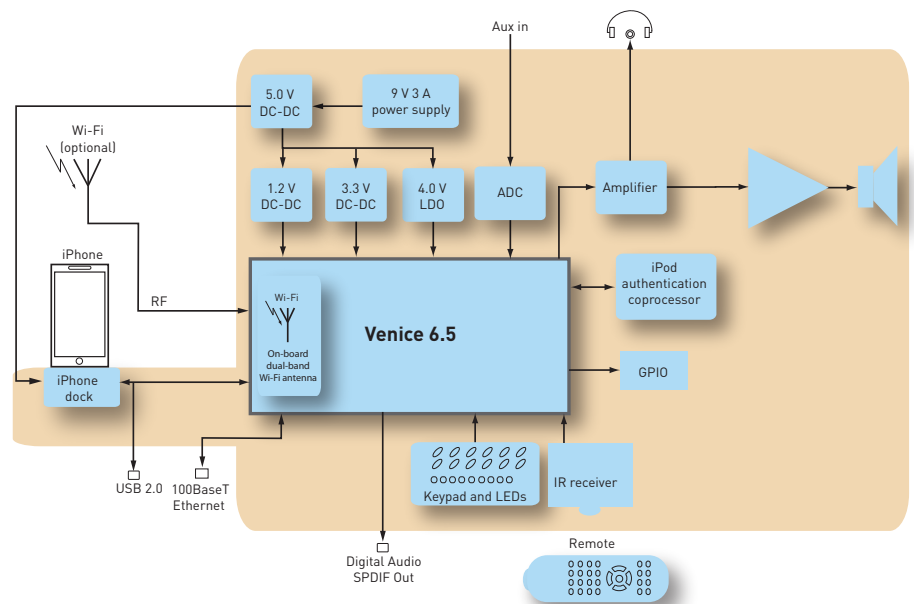 Aux in
5.0 V
DC-DC
9 V 3 A
power supply
Wi-Fi
(optional)
1.2 V
DC-DC
3.3 V
DC-DC
4.0 V
LDO
ADC
Amplifier
iPhone
RF
Wi-Fi
On-board
dual-band
Wi-Fi antenna
Venice 6.5
iPod
authentication
coprocessor
GPIO
iPhone
dock
USB 2.0
100BaseT
Ethernet
Keypad and LEDs
IR receiver
Digital Audio
SPDIF Out
Remote